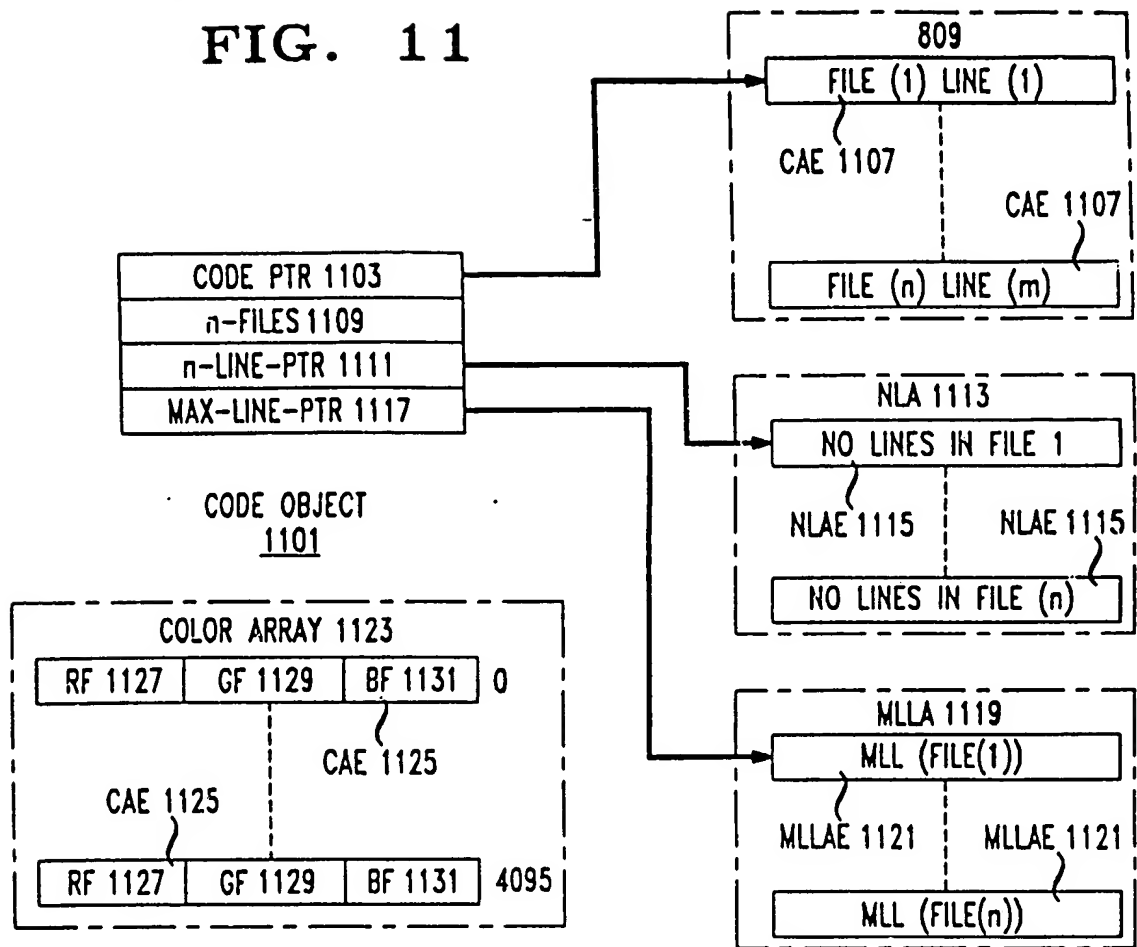 FIG. 11
809
FILE (1) LINE (1)
CAE 1107
CAE 1107
FILE (n) LINE (m)
CODE PTR 1103
n-FILES 1109
n-LINE-PTR 1111
MAX-LINE-PTR 1117
CODE OBJECT
1101
NLA 1113
NO LINES IN FILE 1
NLAE 1115
NLAE 1115
NO LINES IN FILE (n)
COLOR ARRAY 1123
RF 1127 GF 1129 BF 1131 0
CAE 1125
CAE 1125
RF 1127 GF 1129 BF 1131 4095
MLLA 1119
MLL (FILE(1))
MLLAE 1121
MLLAE 1121
MLL (FILE(n))